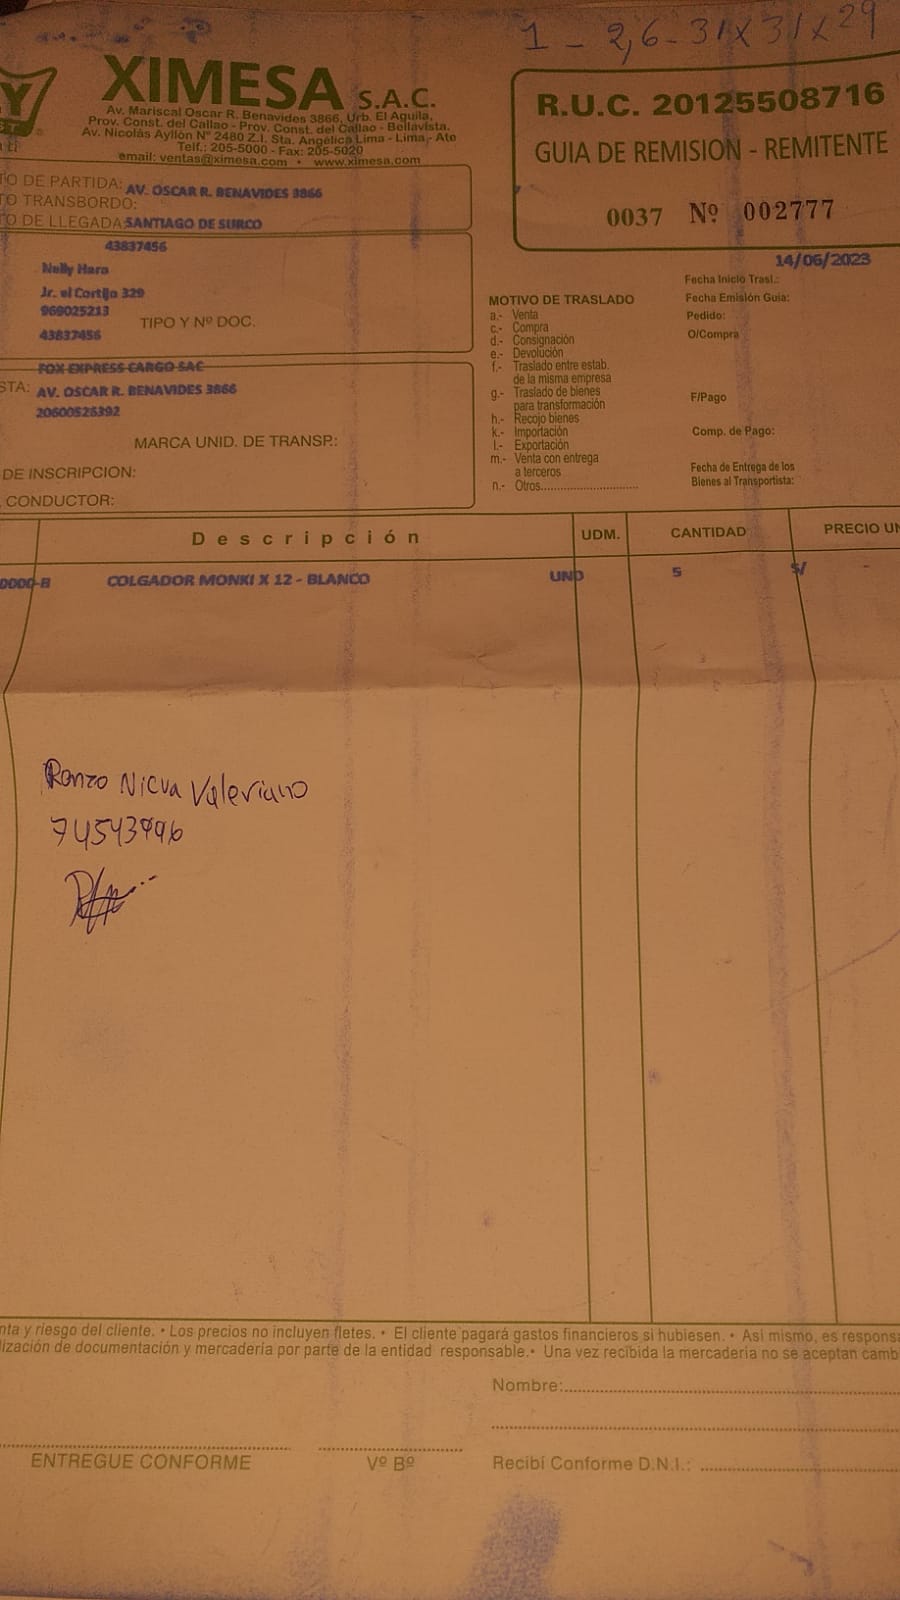 1 - 2,6 - 31 x 31 x 29
XIMESA S.A.C.
Av. Mariscal Oscar R. Benavides 3866, Urb. El Aguila,
Prov. Const. del Callao - Prov. Const. del Callao - Bellavista.
Av. Nicolás Ayllón Nº 2480 Z.I. Sta. Angélica Lima - Lima - Ate
Telf.: 205-5000 - Fax: 205-5020
email: ventas@ximesa.com • www.ximesa.com
R.U.C. 20125508716
GUIA DE REMISION - REMITENTE
0037 Nº 002777
TO DE PARTIDA: AV. OSCAR R. BENAVIDES 3866
TO TRANSBORDO:
TO DE LLEGADA: SANTIAGO DE SURCO
43837456
Nelly Haro
Jr. el Cortijo 329
969025213
TIPO Y Nº DOC.
43837456
FOX EXPRESS CARGO SAC
STA: AV. OSCAR R. BENAVIDES 3866
20600526392
MARCA UNID. DE TRANSP.:
DE INSCRIPCION:
CONDUCTOR:
14/06/2023
MOTIVO DE TRASLADO
a.- Venta
c.- Compra
d.- Consignación
e.- Devolución
f.- Traslado entre estab.
de la misma empresa
g.- Traslado de bienes
para transformación
h.- Recojo bienes
k.- Importación
l.- Exportación
m.- Venta con entrega
a terceros
n.- Otros..............................
Fecha Inicio Trasl.:
Fecha Emisión Guia:
Pedido:
O/Compra
F/Pago
Comp. de Pago:
Fecha de Entrega de los
Bienes al Transportista:
Descripción UDM. CANTIDAD PRECIO UN
0000-B COLGADOR MONKI X 12 - BLANCO UND 5 S/ -
Renzo Nieva Valeriano
nta y riesgo del cliente. • Los precios no incluyen fletes. • El cliente pagará gastos financieros si hubiesen. • Asi mismo, es responsa
lización de documentación y mercadería por parte de la entidad responsable. • Una vez recibida la mercadería no se aceptan camb
Nombre:
ENTREGUE CONFORME Vº Bº Recibí Conforme D.N.I.: